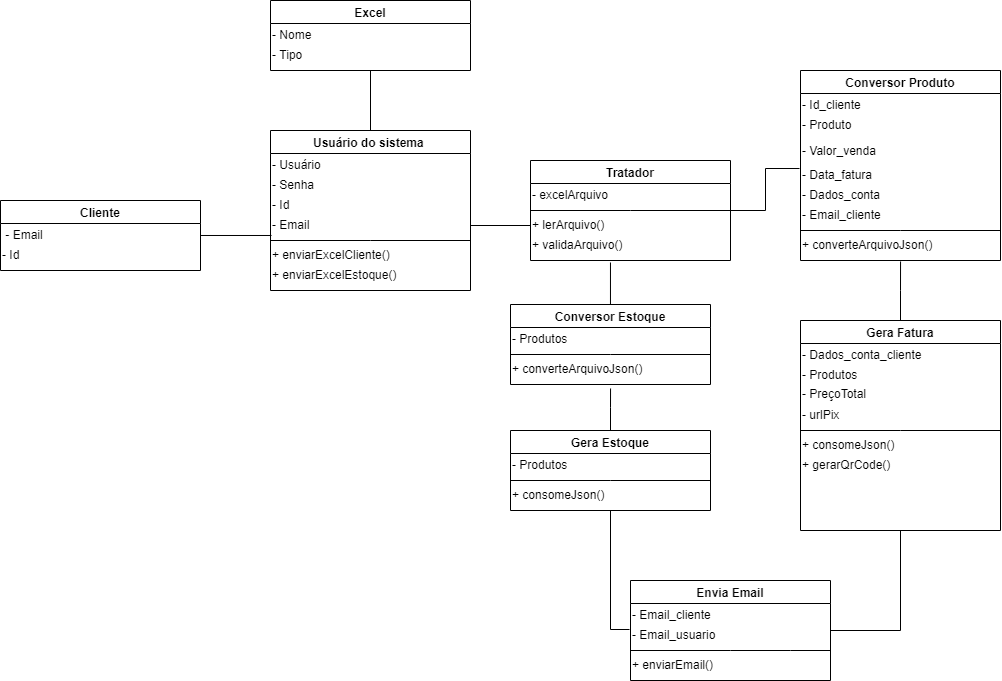 Excel
- Nome
- Tipo
Usuário do sistema
- Usuário
- Senha
- Id
- Email
+ enviarExcelCliente()
+ enviarExcelEstoque()
Cliente
- Email
- Id
Tratador
- excelArquivo
+ lerArquivo()
+ validaArquivo()
Conversor Produto
- Id_cliente
- Produto
- Valor_venda
- Data_fatura
- Dados_conta
- Email_cliente
+ converteArquivoJson()
Conversor Estoque
- Produtos
+ converteArquivoJson()
Gera Fatura
- Dados_conta_cliente
- Produtos
- PreçoTotal
- urlPix
+ consomeJson()
+ gerarQrCode()
Gera Estoque
- Produtos
+ consomeJson()
Envia Email
- Email_cliente
- Email_usuario
+ enviarEmail()